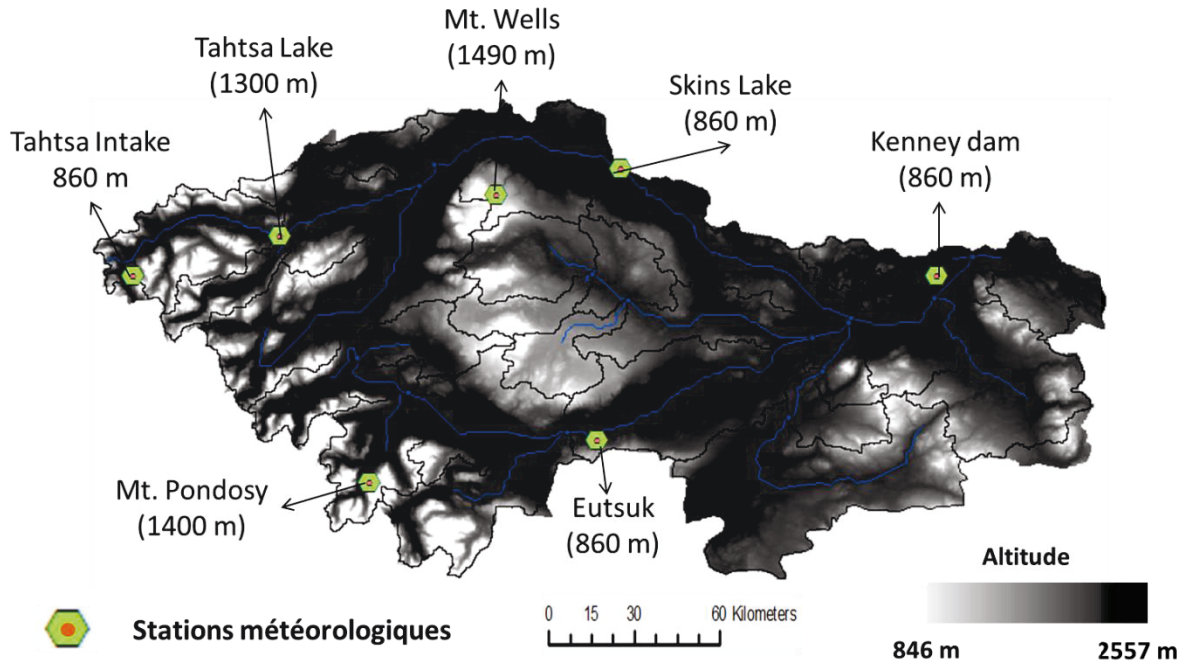 Mt. Wells
(1490 m)
Tahtsa Lake
(1300 m)
Skins Lake
(860 m)
Tahtsa Intake
860 m
Kenney dam
(860 m)
Mt. Pondosy
(1400 m)
Eutsuk
(860 m)
Altitude
846 m 2557 m
Stations météorologiques
0 15 30 60 Kilometers